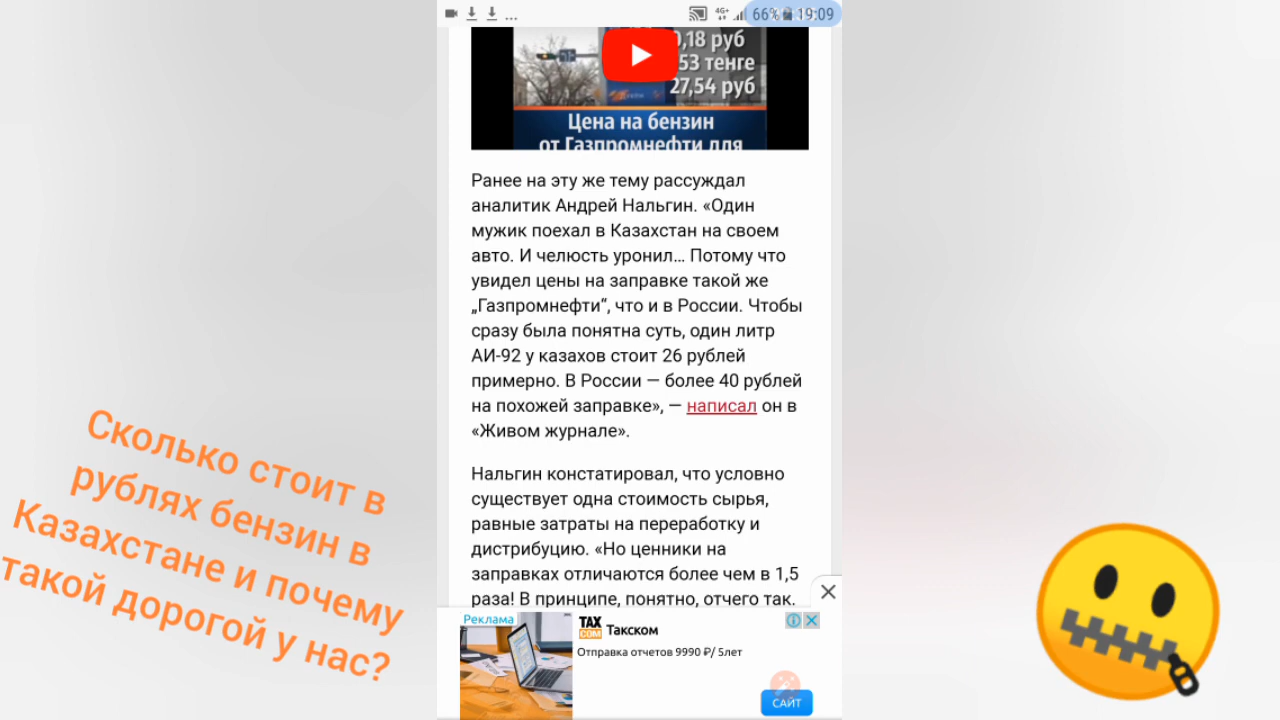 66% 19:09
4G+
0,18 руб
53 тенге
27,54 руб
Цена на бензин
от Газпромнефти для
Ранее на эту же тему рассуждал
аналитик Андрей Нальгин. «Один
мужик поехал в Казахстан на своем
авто. И челюсть уронил... Потому что
увидел цены на заправке такой же
„Газпромнефти“, что и в России. Чтобы
сразу была понятна суть, один литр
АИ-92 у казахов стоит 26 рублей
примерно. В России — более 40 рублей
на похожей заправке», — написал он в
«Живом журнале».
Нальгин констатировал, что условно
существует одна стоимость сырья,
равные затраты на переработку и
дистрибуцию. «Но ценники на
заправках отличаются более чем в 1,5
раза! В принципе, понятно, отчего так.
Реклама
TAX
COM
Такском
Отправка отчетов 9990 ₽/ 5лет
САЙТ
Сколько стоит в
рублях бензин в
Казахстане и почему
такой дорогой у нас?